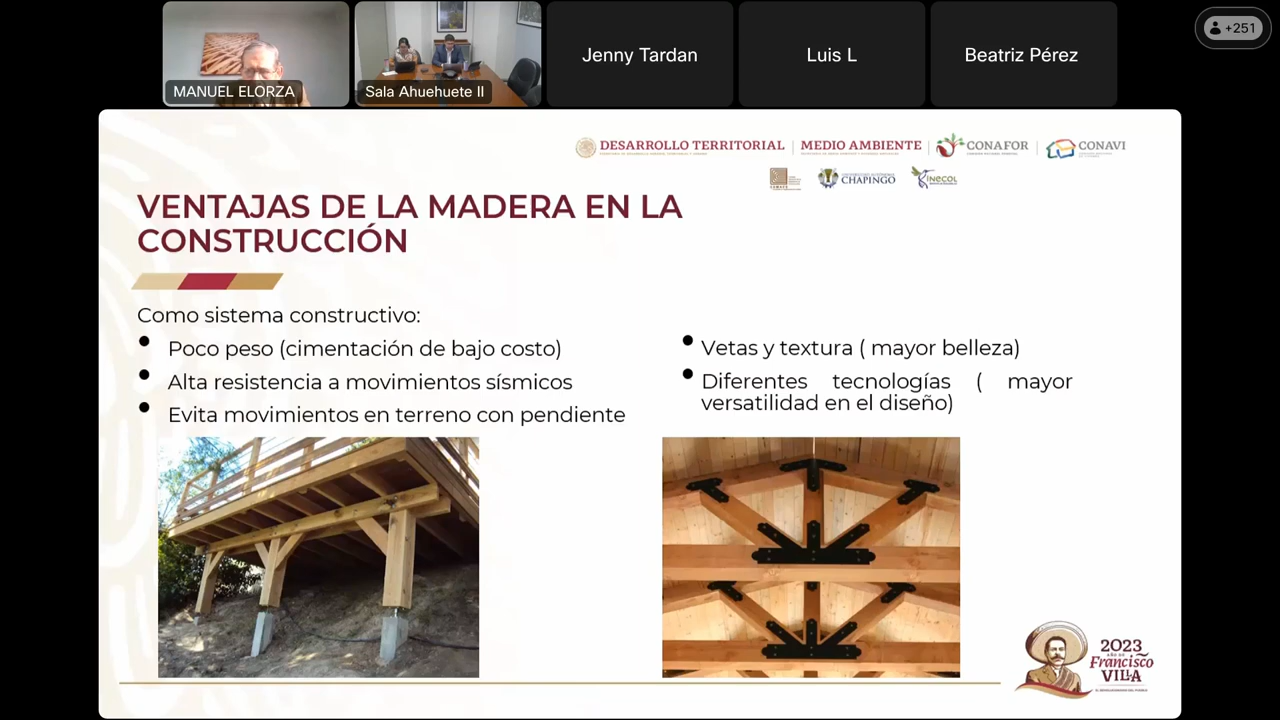 MANUEL ELORZA
Sala Ahuehuete II
Jenny Tardan
Luis L
Beatriz Pérez
+251
DESARROLLO TERRITORIAL
MEDIO AMBIENTE
CONAFOR
CONAVI
CHAPINGO
INECOL
VENTAJAS DE LA MADERA EN LA
CONSTRUCCIÓN
Como sistema constructivo:
Poco peso (cimentación de bajo costo)
Alta resistencia a movimientos sísmicos
Evita movimientos en terreno con pendiente
Vetas y textura ( mayor belleza)
Diferentes tecnologías ( mayor
versatilidad en el diseño)
2023
AÑO DE
Francisco
VILLA
EL REVOLUCIONARIO DEL PUEBLO